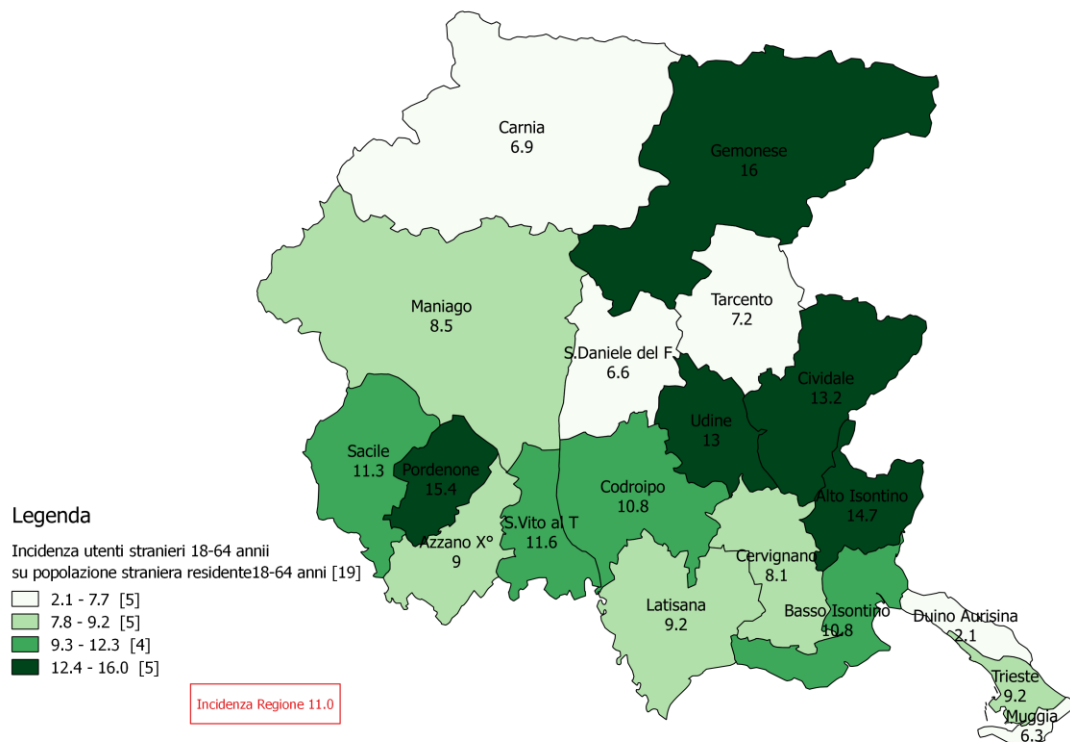 Carnia
6.9
Gemonese
16
Maniago
8.5
Tarcento
7.2
S.Daniele del F.
6.6
Cividale
13.2
Udine
13
Sacile
11.3
Pordenone
15.4
Codroipo
10.8
Alto Isontino
14.7
S.Vito al T
11.6
Azzano X°
9
Cervignano
8.1
Latisana
9.2
Basso Isontino
10.8
Duino Aurisina
2.1
Trieste
9.2
Muggia
6.3
Legenda
Incidenza utenti stranieri 18-64 annii
su popolazione straniera residente18-64 anni [19]
2.1 - 7.7 [5]
7.8 - 9.2 [5]
9.3 - 12.3 [4]
12.4 - 16.0 [5]
Incidenza Regione 11.0